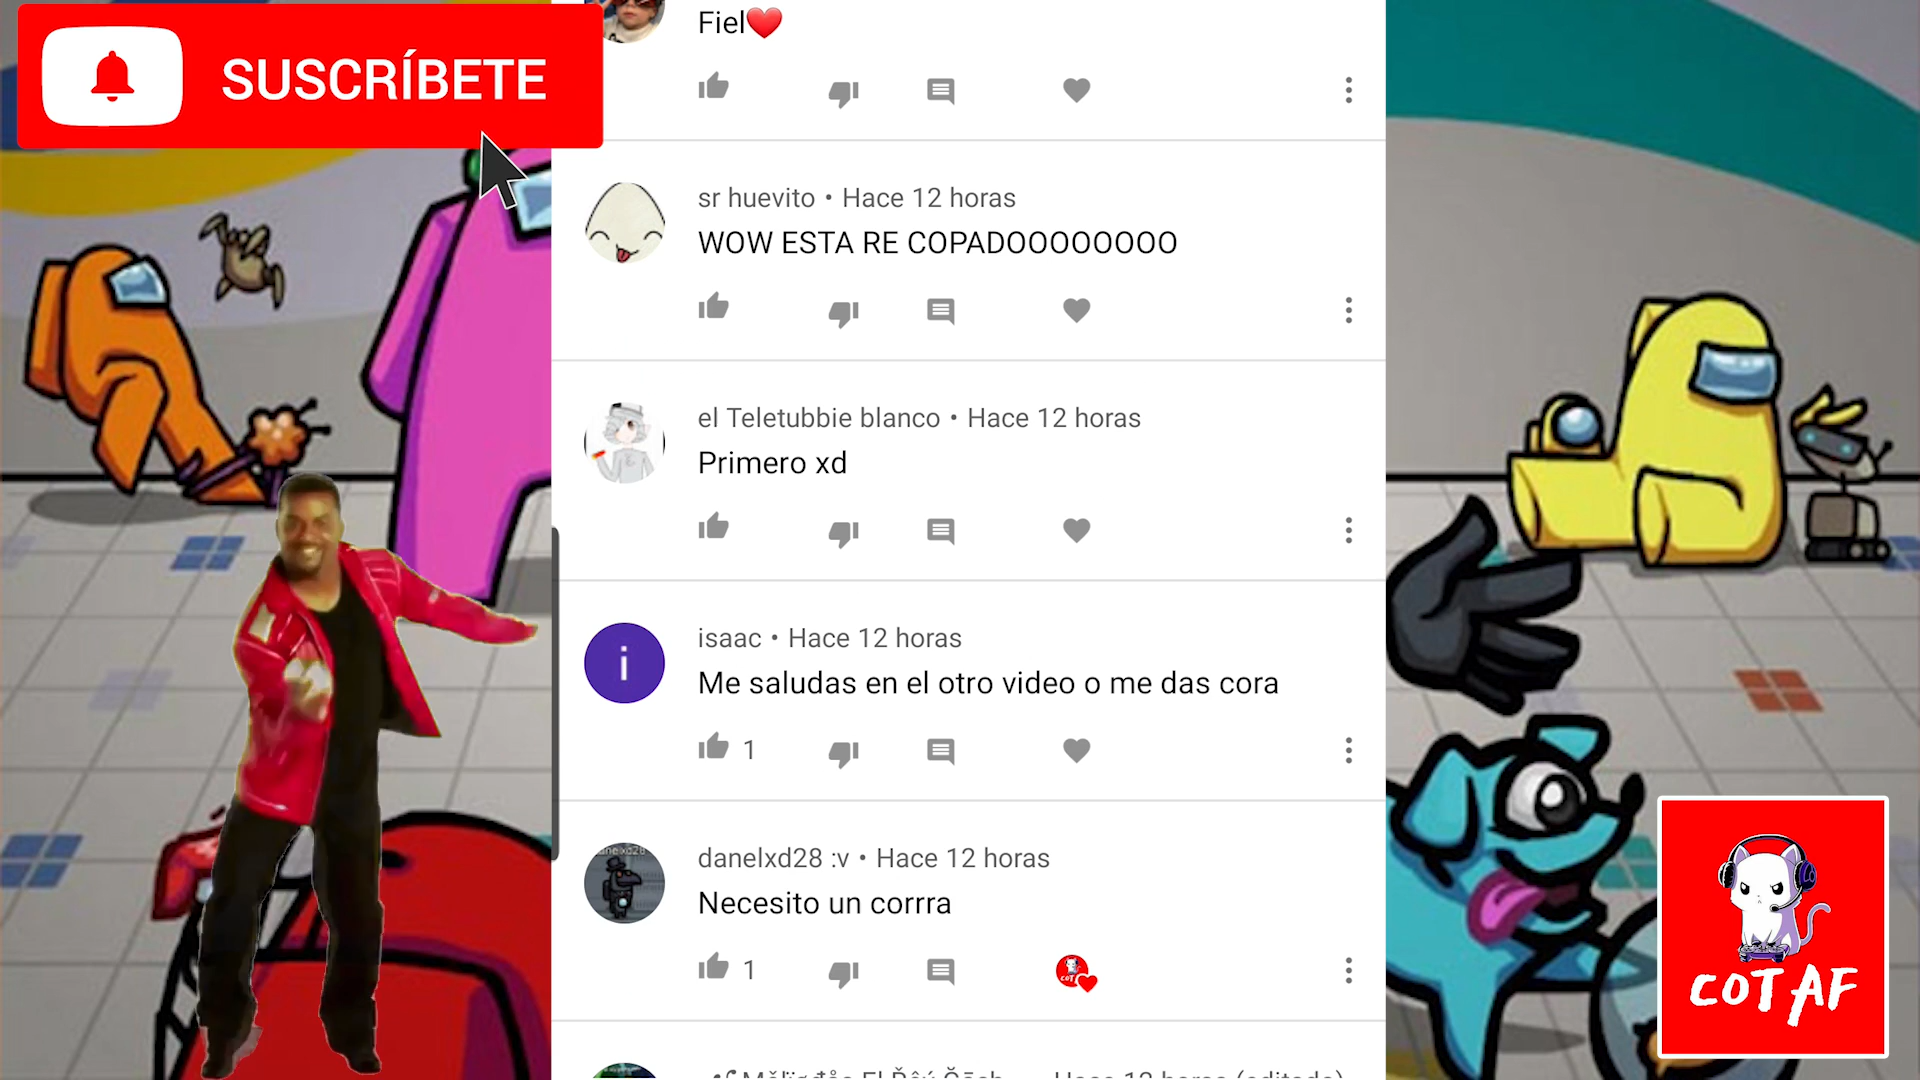 SUSCRÍBETE
Fiel❤️
sr huevito • Hace 12 horas
WOW ESTA RE COPADOOOOOOOO
el Teletubbie blanco • Hace 12 horas
Primero xd
isaac • Hace 12 horas
Me saludas en el otro video o me das cora
1
danelxd28 :v • Hace 12 horas
Necesito un corrra
1
COTAF